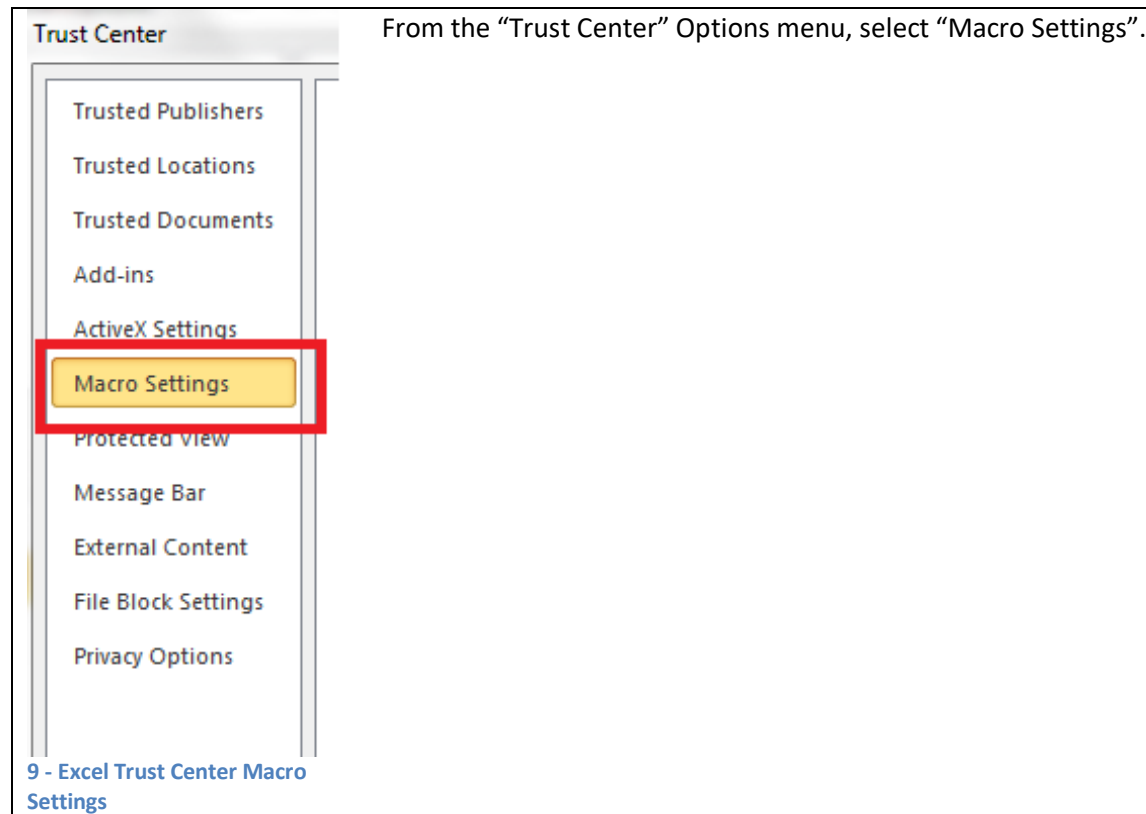 Trust Center
From the “Trust Center” Options menu, select “Macro Settings”.
Trusted Publishers
Trusted Locations
Trusted Documents
Add-ins
ActiveX Settings
Macro Settings
Protected View
Message Bar
External Content
File Block Settings
Privacy Options
9 - Excel Trust Center Macro
Settings